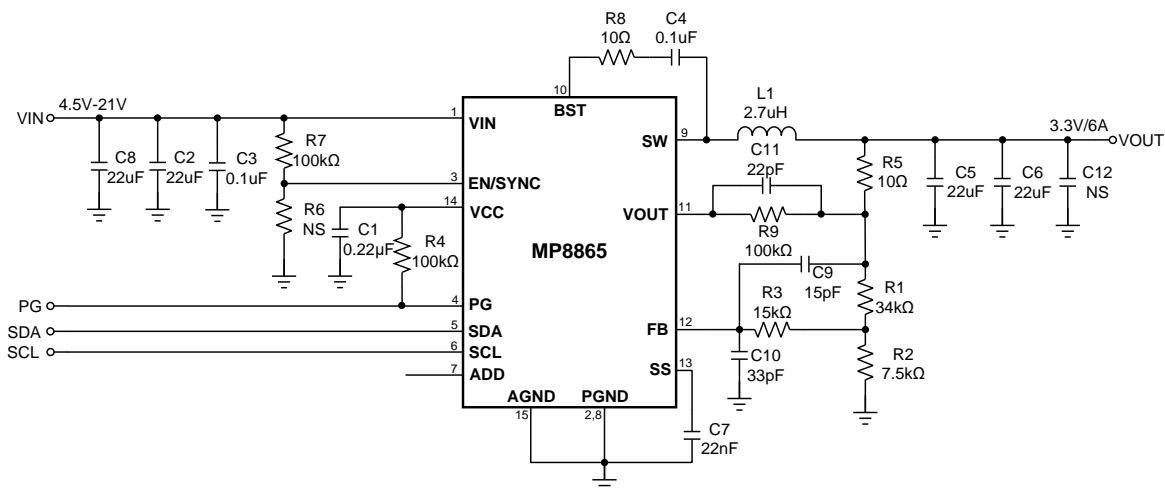 R8
10Ω
C4
0.1uF
10
BST
VIN
4.5V-21V
1
VIN
C8
22uF
C2
22uF
C3
0.1uF
R7
100kΩ
3
EN/SYNC
R6
NS
14
VCC
C1
0.22µF
R4
100kΩ
PG
4
PG
SDA
5
SDA
SCL
6
SCL
7
ADD
MP8865
AGND
15
PGND
2,8
SW
9
L1
2.7uH
3.3V/6A
VOUT
C11
22pF
VOUT
11
R9
100kΩ
R5
10Ω
C5
22uF
C6
22uF
C12
NS
C9
15pF
R1
34kΩ
R3
15kΩ
FB
12
C10
33pF
R2
7.5kΩ
SS
13
C7
22nF